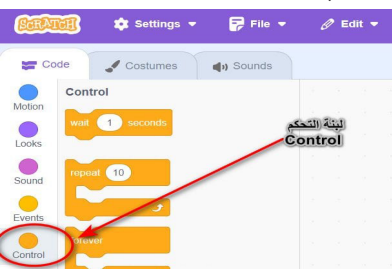 SCRATCH Settings File Edit
Code Costumes Sounds
Motion
Looks
Sound
Events
Control
Control
wait 1 seconds
repeat 10
forever
لبنة التحكم
Control